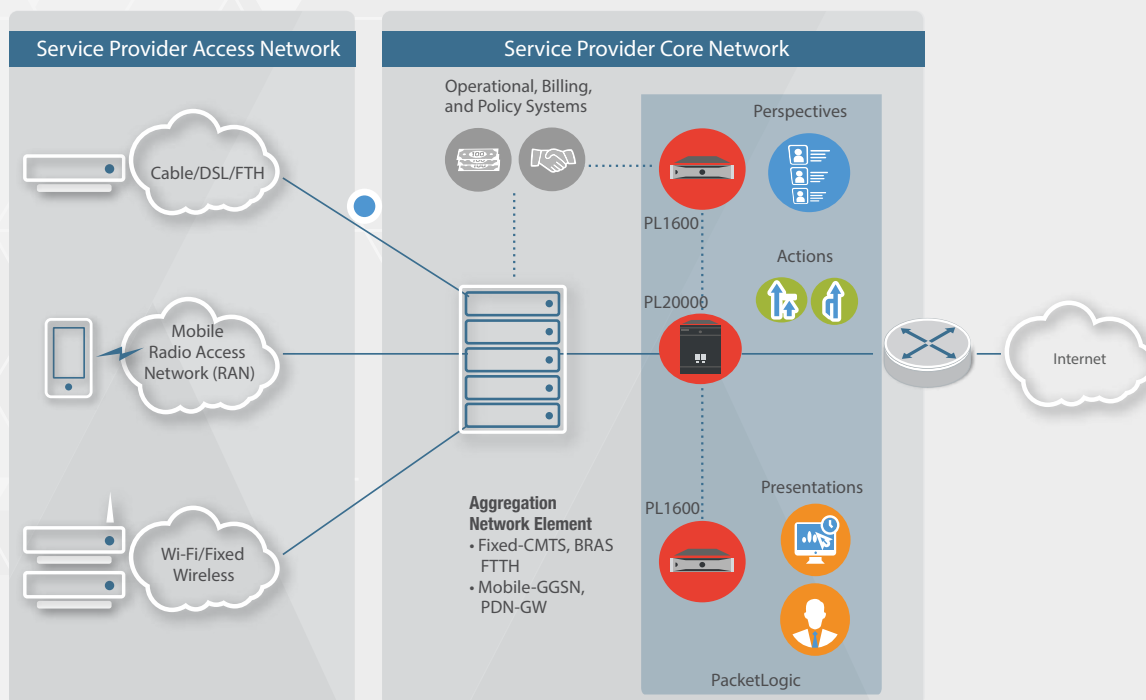 Service Provider Access Network
Service Provider Core Network
Operational, Billing,
and Policy Systems
Perspectives
Cable/DSL/FTH
PL1600
Actions
PL20000
Mobile
Radio Access
Network (RAN)
Internet
Aggregation
Network Element
• Fixed-CMTS, BRAS
FTTH
• Mobile-GGSN,
PDN-GW
Presentations
PL1600
Wi-Fi/Fixed
Wireless
PacketLogic